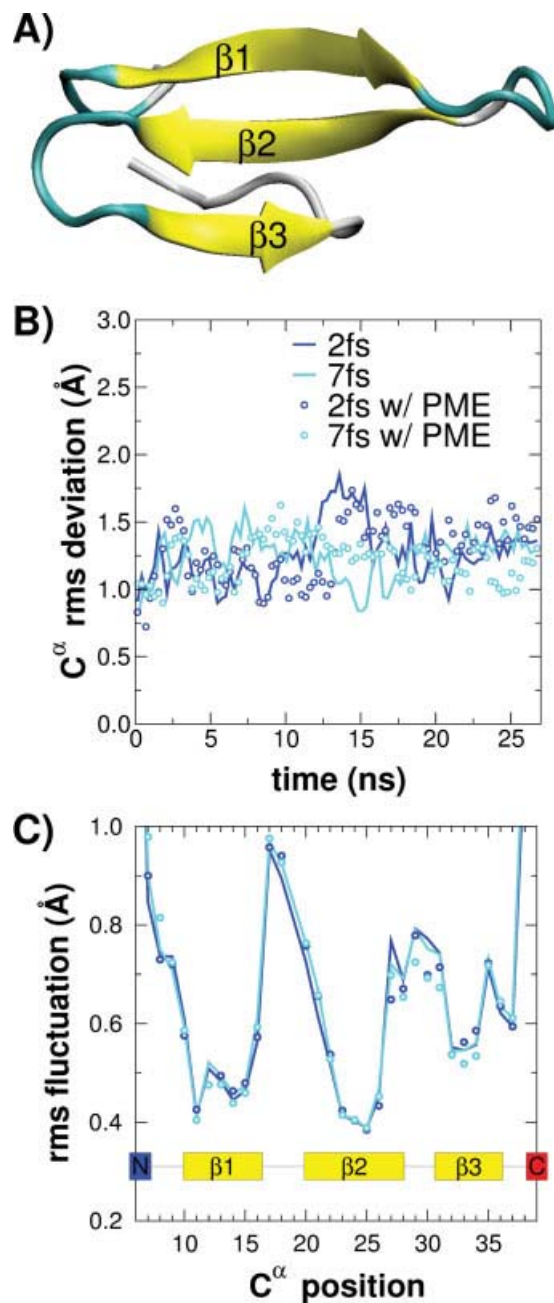 A)
β1
β2
β3
B)
3.0
2.5
2.0
1.5
1.0
0.5
0.0
Cα rms deviation (Å)
2fs
7fs
2fs w/ PME
7fs w/ PME
0 5 10 15 20 25
time (ns)
C)
1.0
0.8
0.6
0.4
0.2
rms fluctuation (Å)
N β1 β2 β3 C
10 15 20 25 30 35
Cα position